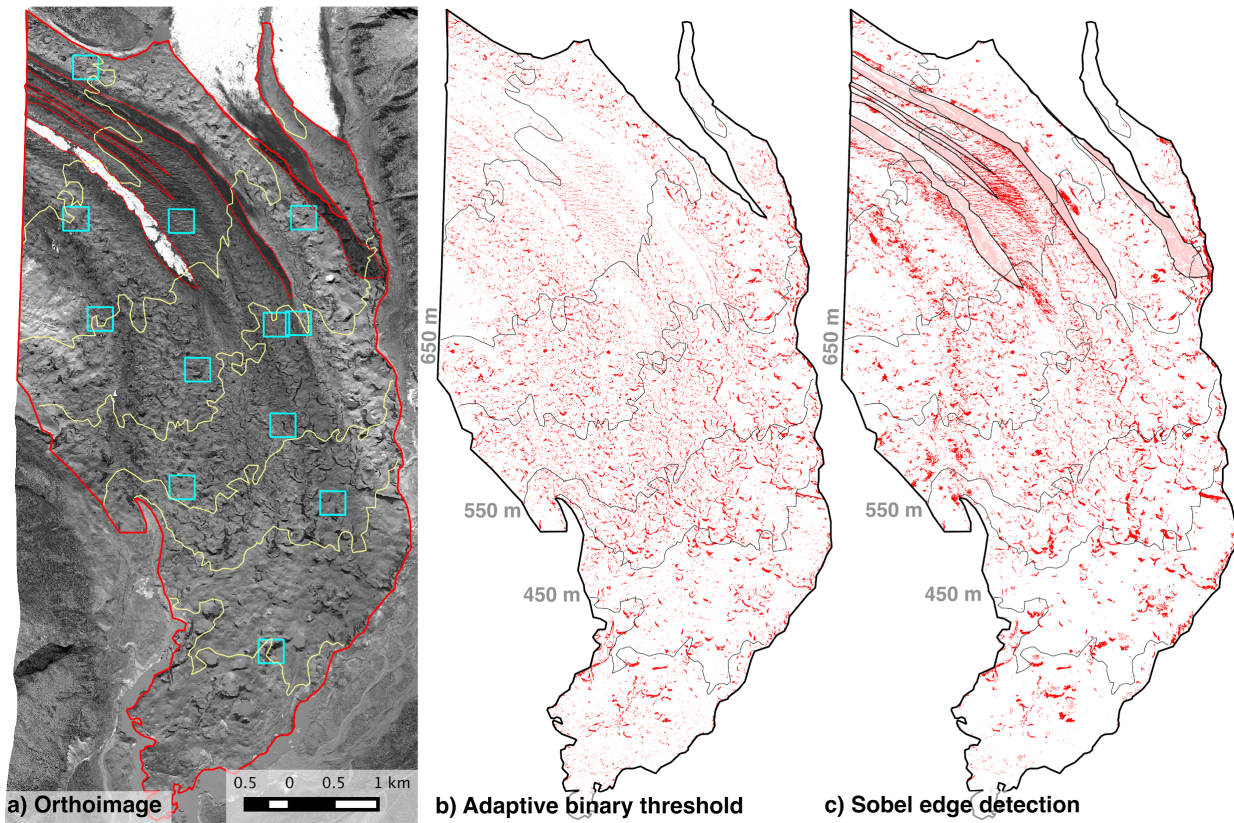 650 m
650 m
550 m
550 m
450 m
450 m
0.5 0 0.5 1 km
a) Orthoimage
b) Adaptive binary threshold
c) Sobel edge detection